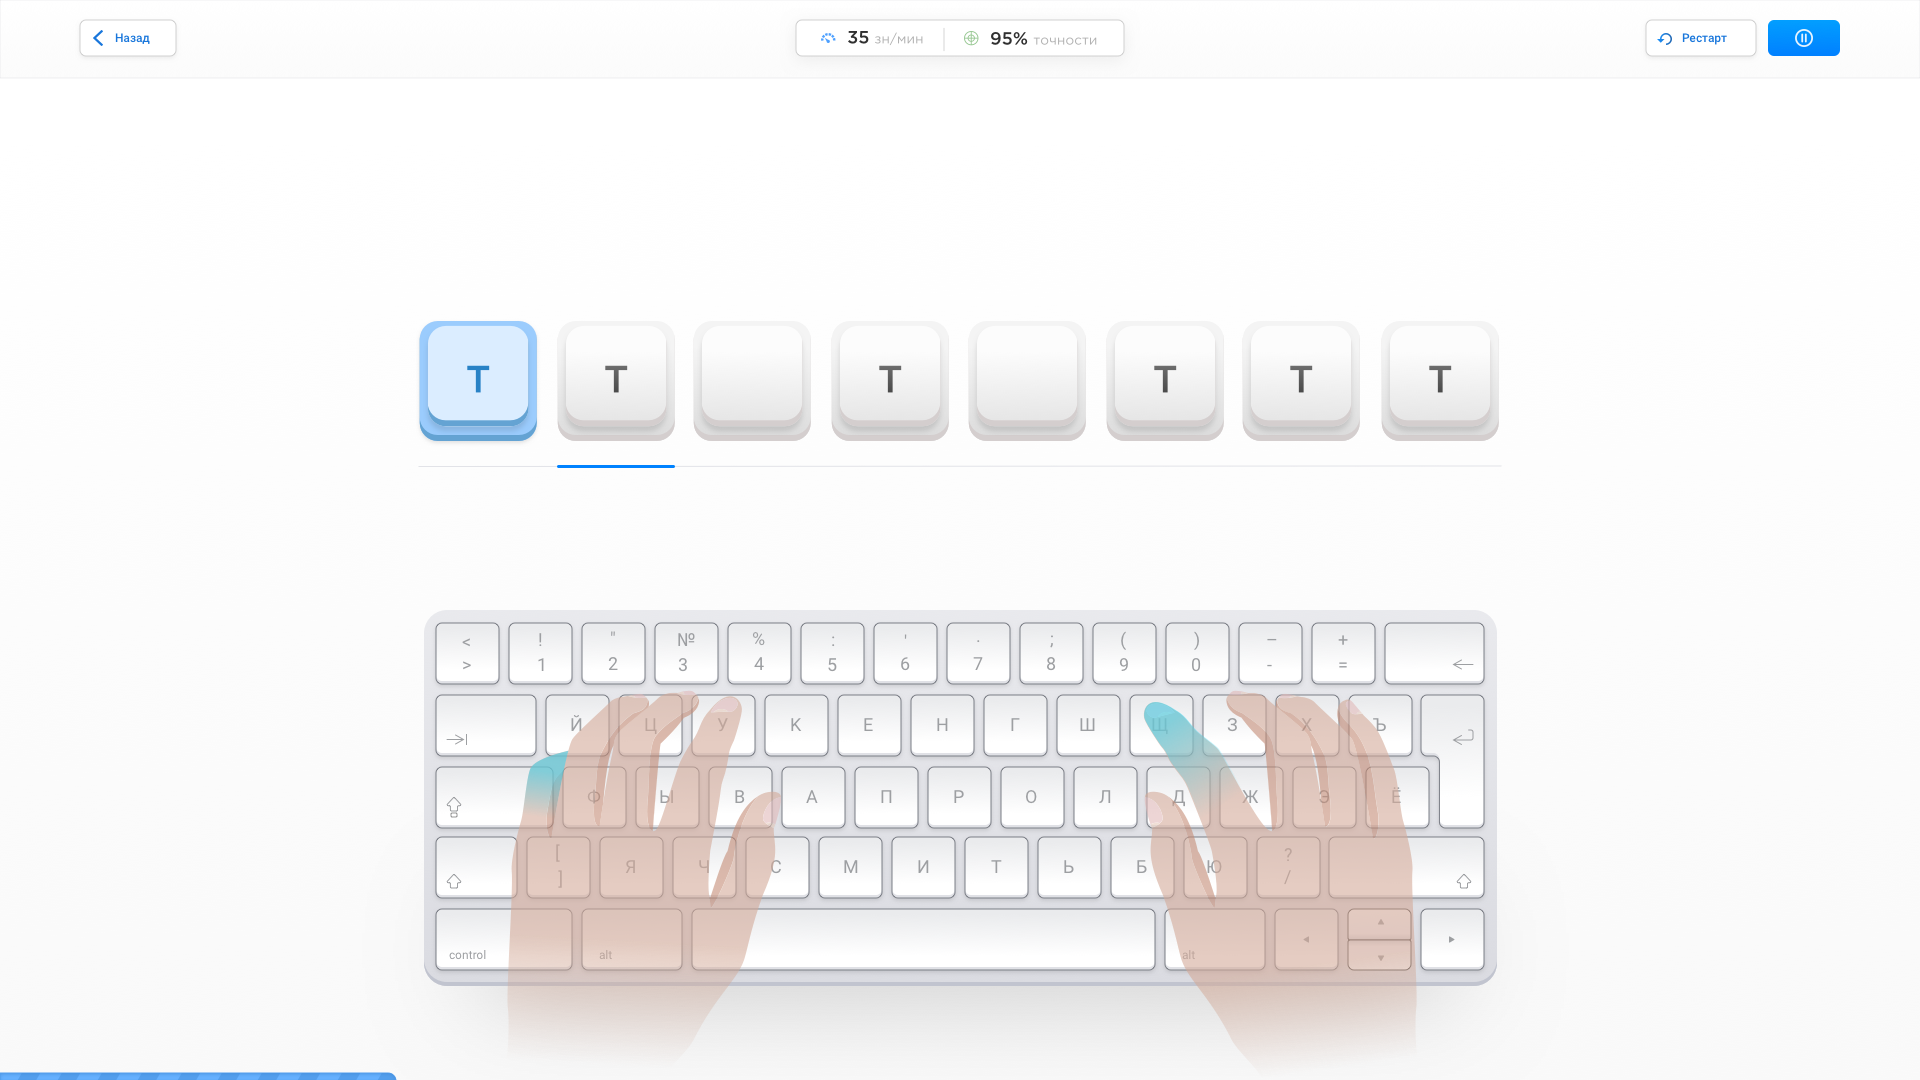 Назад
35 зн/мин
95% точности
Рестарт
Т Т Т Т Т Т
< ! " № % : ' . ; ( ) – +
> 1 2 3 4 5 6 7 8 9 0 - =
Й Ц У К Е Н Г Ш Щ З Х Ъ
Ф Ы В А П Р О Л Д Ж Э Ё
[ Я Ч С М И Т Ь Б Ю ?
] /
control alt alt